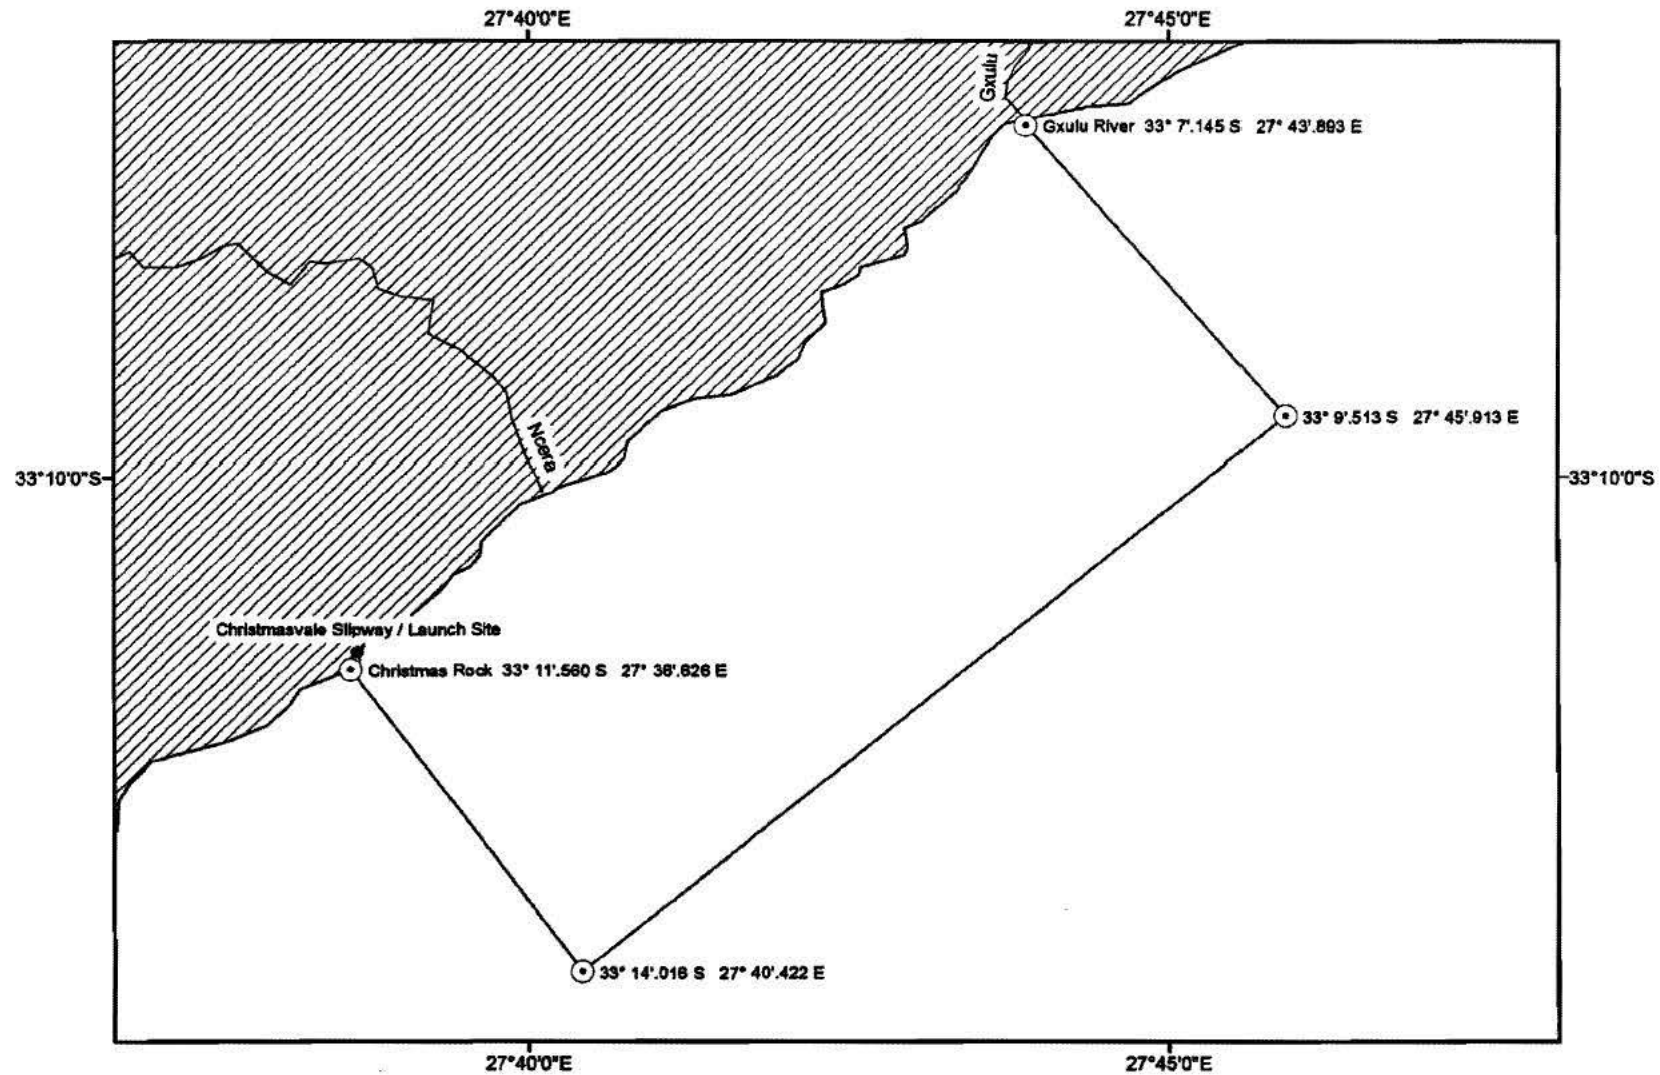 27°40'0"E 27°45'0"E
Gxulu
Gxulu River 33° 7'.145 S 27° 43'.893 E
33° 9'.513 S 27° 45'.913 E
Ncera
33°10'0"S 33°10'0"S
Christmasvale Slipway / Launch Site
Christmas Rock 33° 11'.560 S 27° 38'.626 E
33° 14'.016 S 27° 40'.422 E
27°40'0"E 27°45'0"E